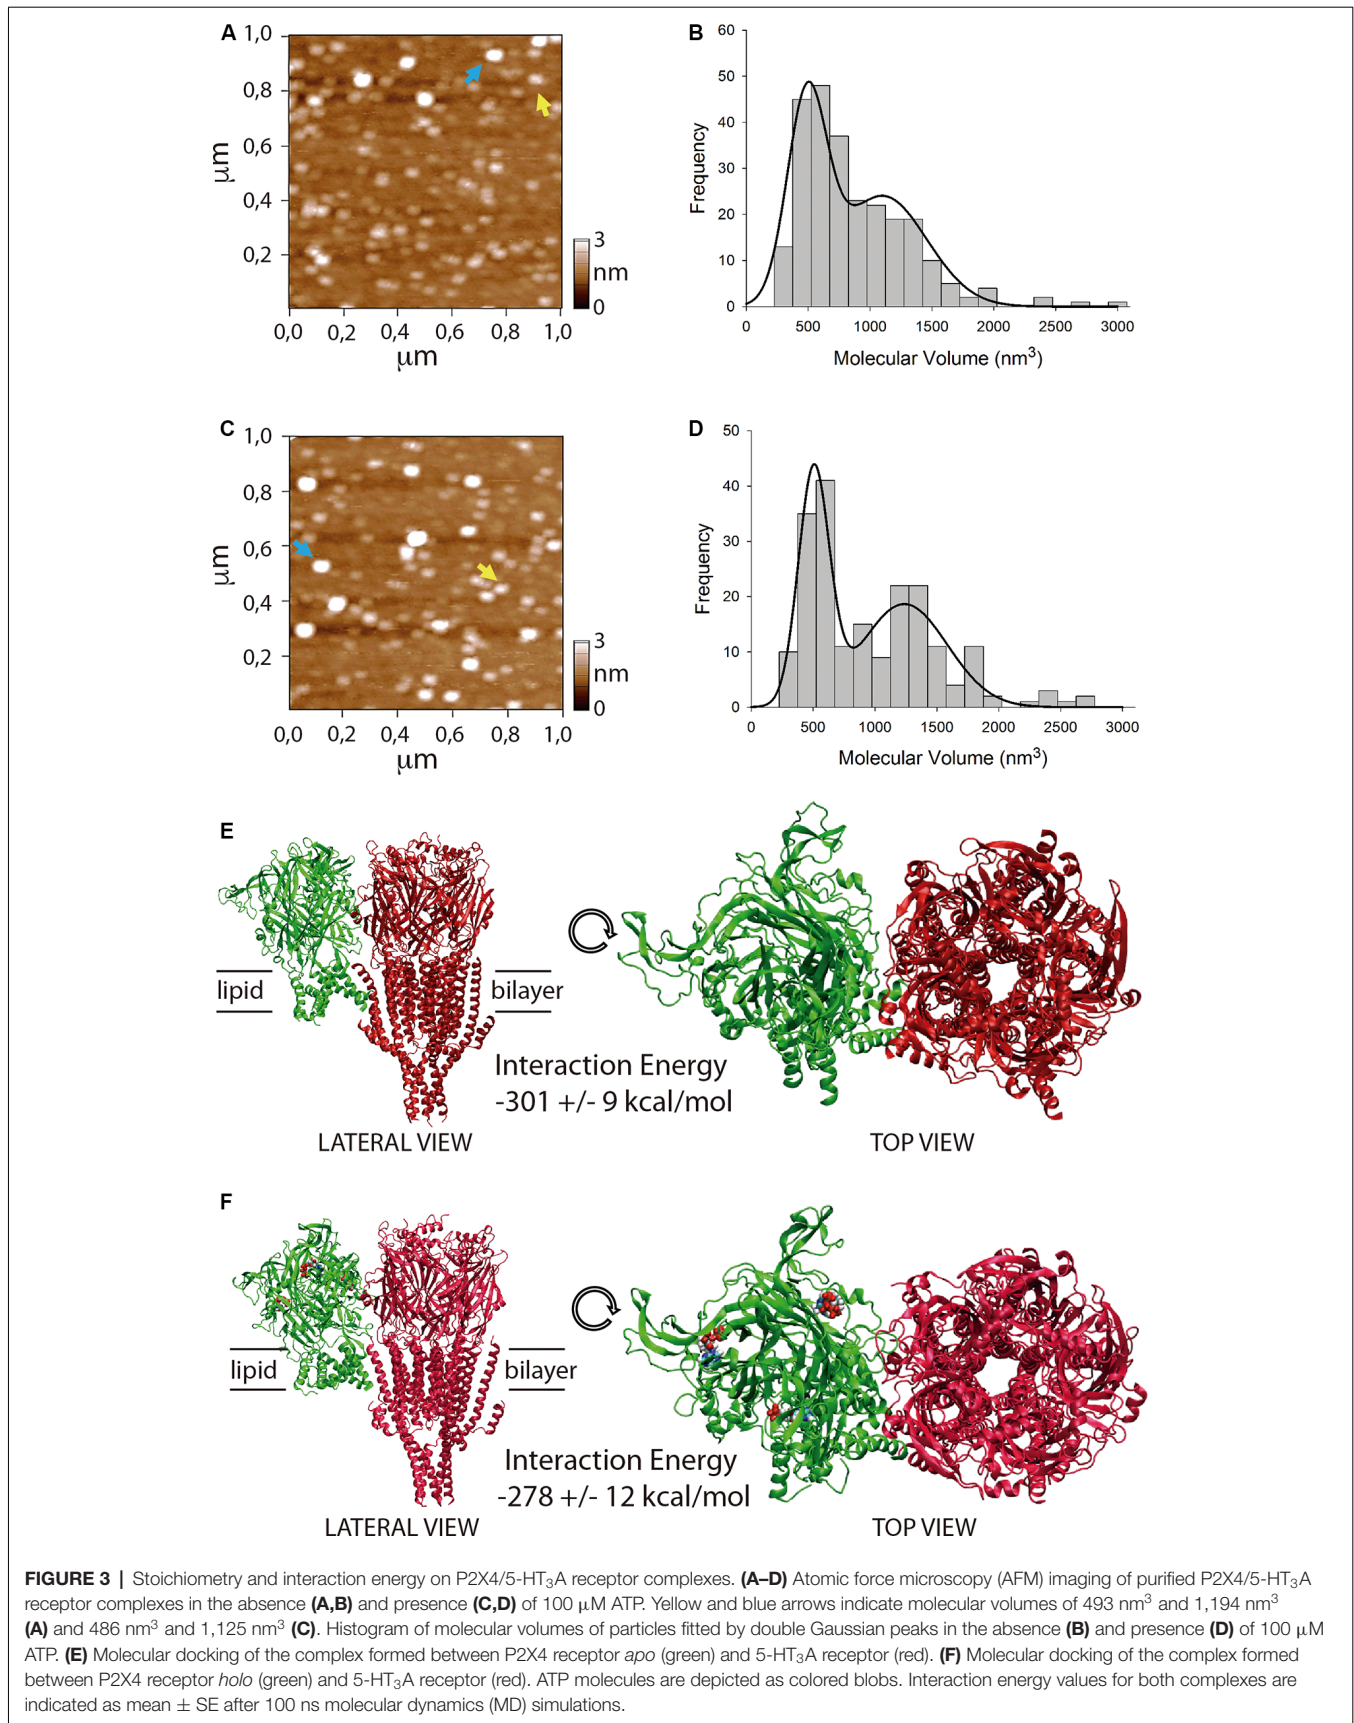 A
1,0
0,8
0,6
0,4
0,2
μm
0,0 0,2 0,4 0,6 0,8 1,0
μm
3
nm
0
B
60
50
40
30
20
10
0
Frequency
0 500 1000 1500 2000 2500 3000
Molecular Volume (nm³)
C
1,0
0,8
0,6
0,4
0,2
μm
0,0 0,2 0,4 0,6 0,8 1,0
μm
3
nm
0
D
50
40
30
20
10
0
Frequency
0 500 1000 1500 2000 2500 3000
Molecular Volume (nm³)
E
lipid
bilayer
Interaction Energy
-301 +/- 9 kcal/mol
LATERAL VIEW
TOP VIEW
F
lipid
bilayer
Interaction Energy
-278 +/- 12 kcal/mol
LATERAL VIEW
TOP VIEW
FIGURE 3 | Stoichiometry and interaction energy on P2X4/5-HT₃A receptor complexes. (A–D) Atomic force microscopy (AFM) imaging of purified P2X4/5-HT₃A
receptor complexes in the absence (A,B) and presence (C,D) of 100 μM ATP. Yellow and blue arrows indicate molecular volumes of 493 nm³ and 1,194 nm³
(A) and 486 nm³ and 1,125 nm³ (C). Histogram of molecular volumes of particles fitted by double Gaussian peaks in the absence (B) and presence (D) of 100 μM
ATP. (E) Molecular docking of the complex formed between P2X4 receptor apo (green) and 5-HT₃A receptor (red). (F) Molecular docking of the complex formed
between P2X4 receptor holo (green) and 5-HT₃A receptor (red). ATP molecules are depicted as colored blobs. Interaction energy values for both complexes are
indicated as mean ± SE after 100 ns molecular dynamics (MD) simulations.